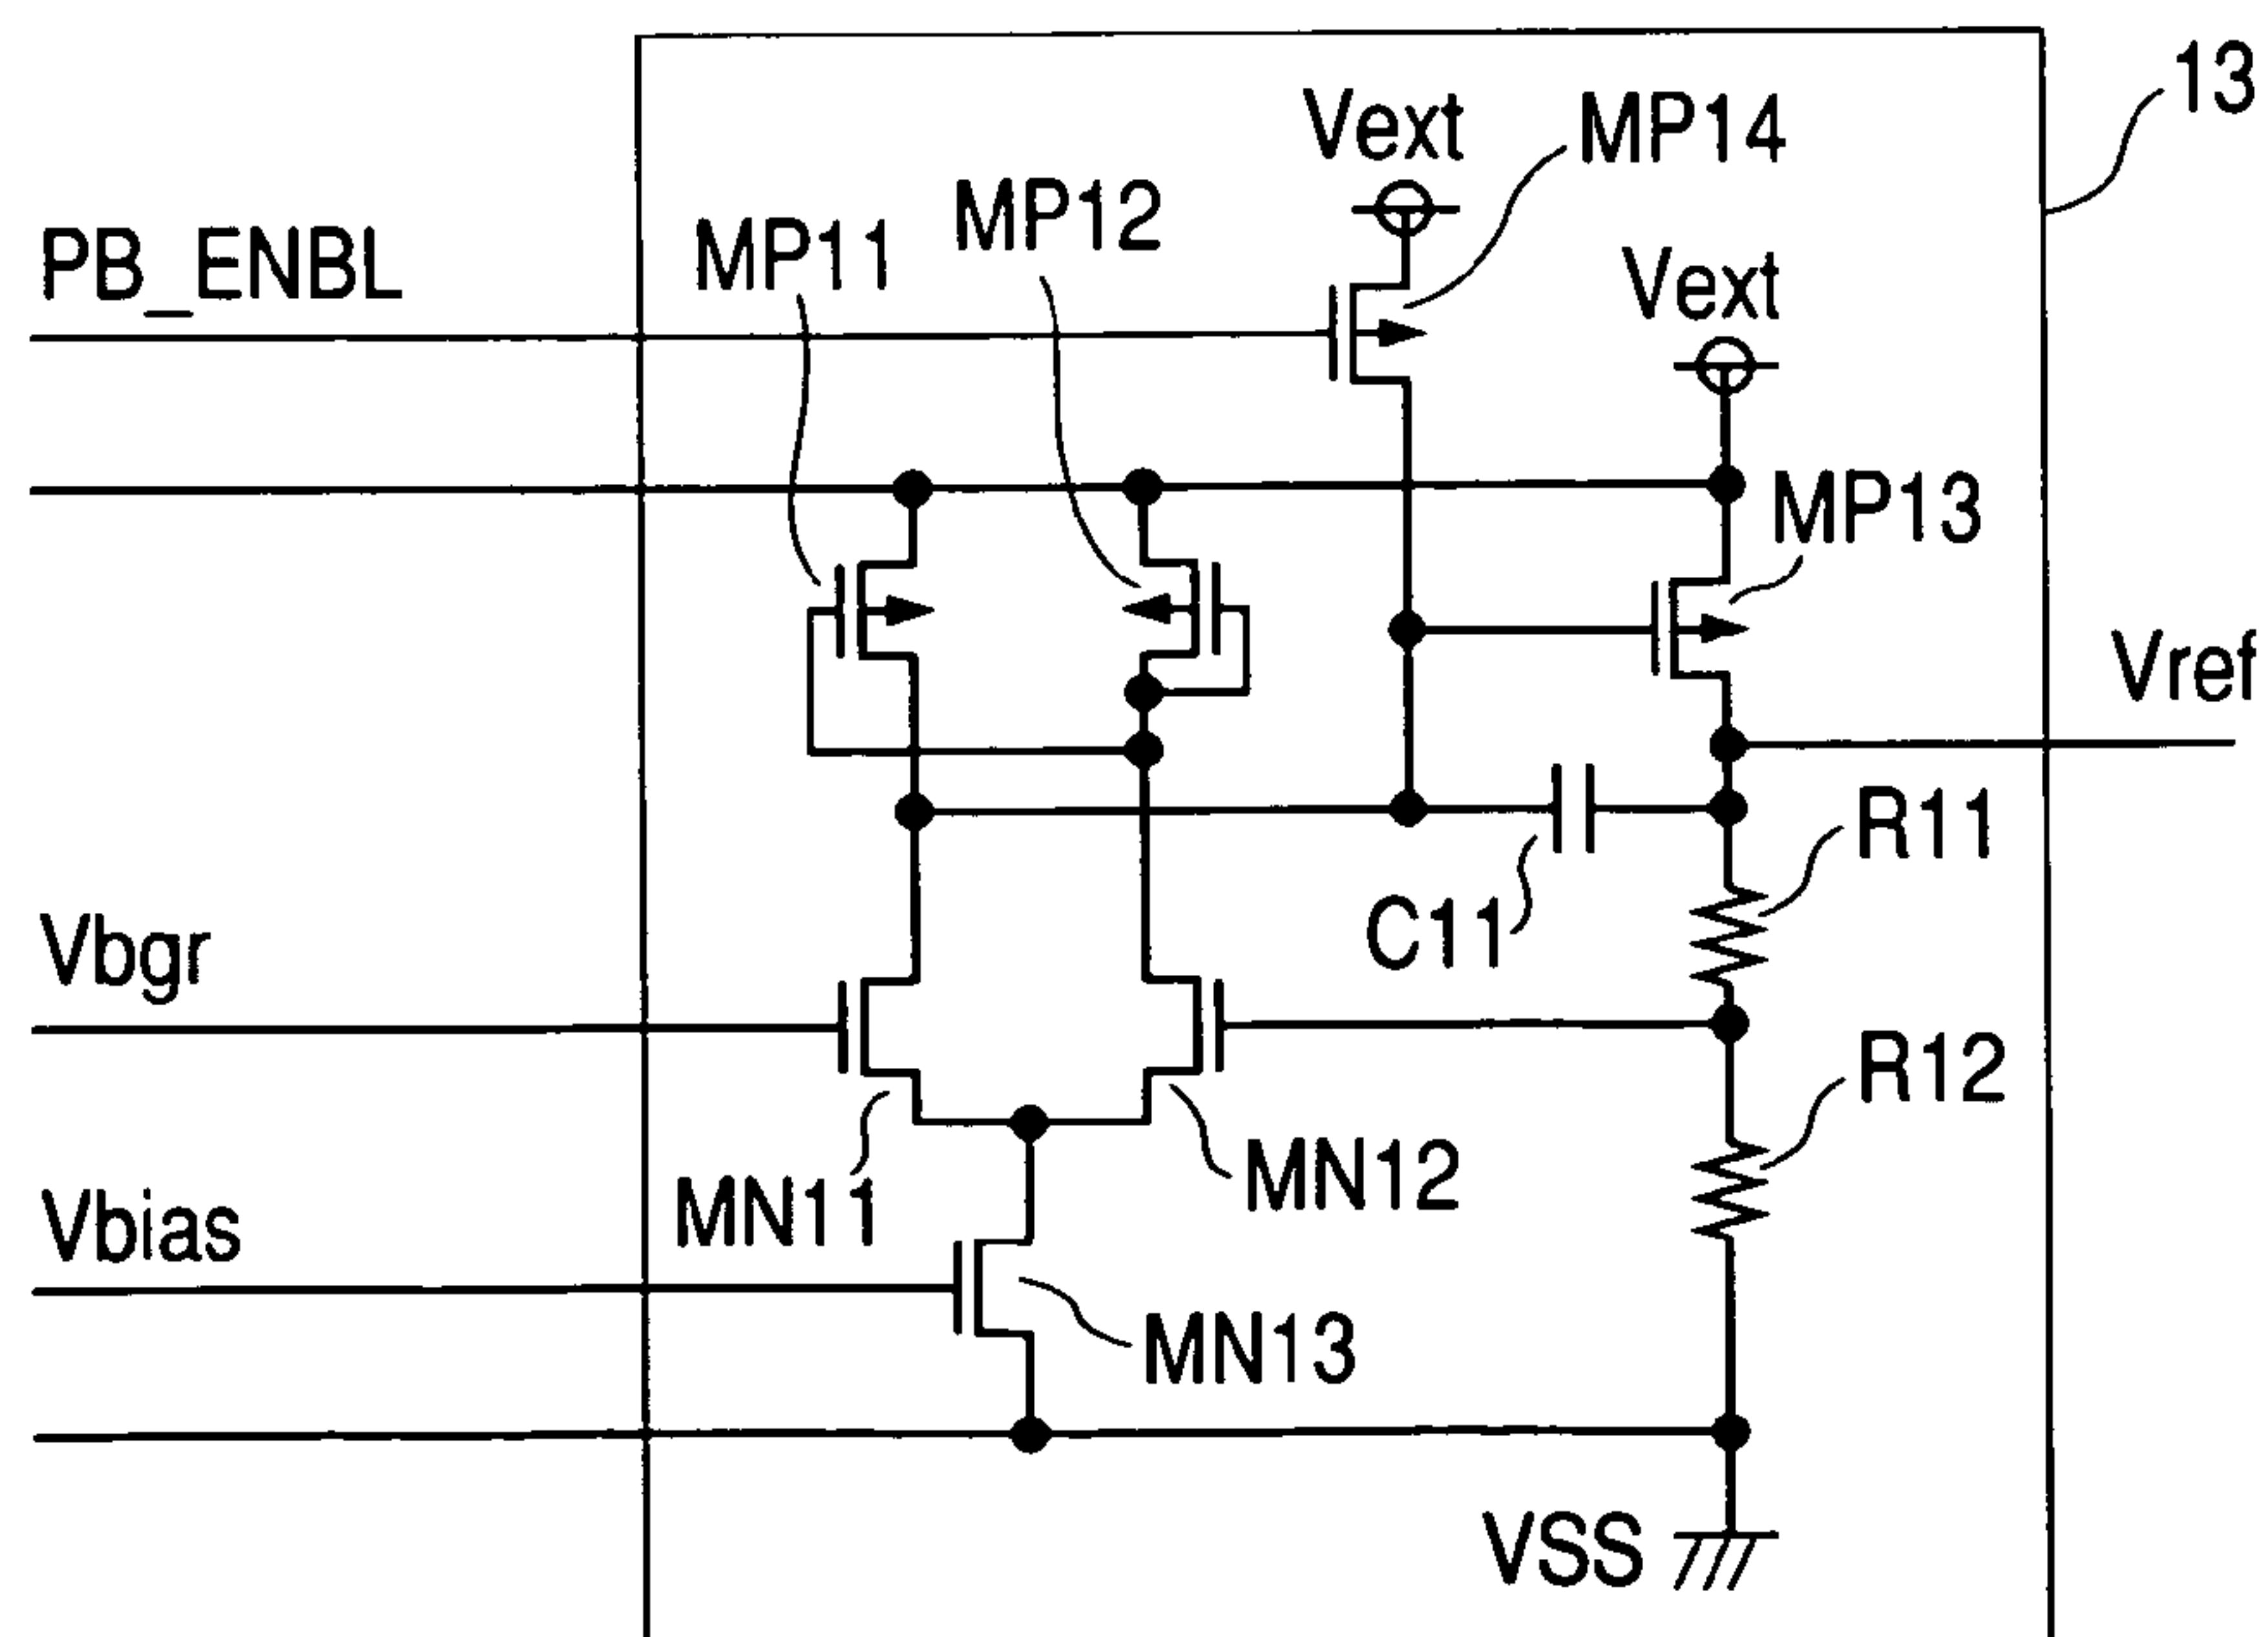 13
Vext
MP14
MP12
MP11
PB_ENBL
Vext
MP13
Vref
R11
C11
Vbgr
R12
MN12
MN11
Vbias
MN13
VSS